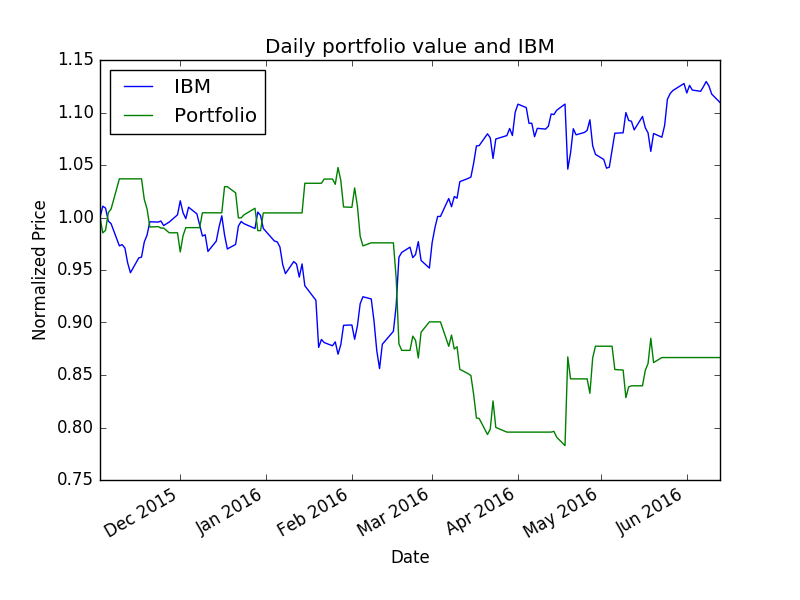 Daily portfolio value and IBM
IBM
Portfolio
1.15
1.10
1.05
1.00
0.95
0.90
0.85
0.80
0.75
Normalized Price
Dec 2015
Jan 2016
Feb 2016
Mar 2016
Apr 2016
May 2016
Jun 2016
Date